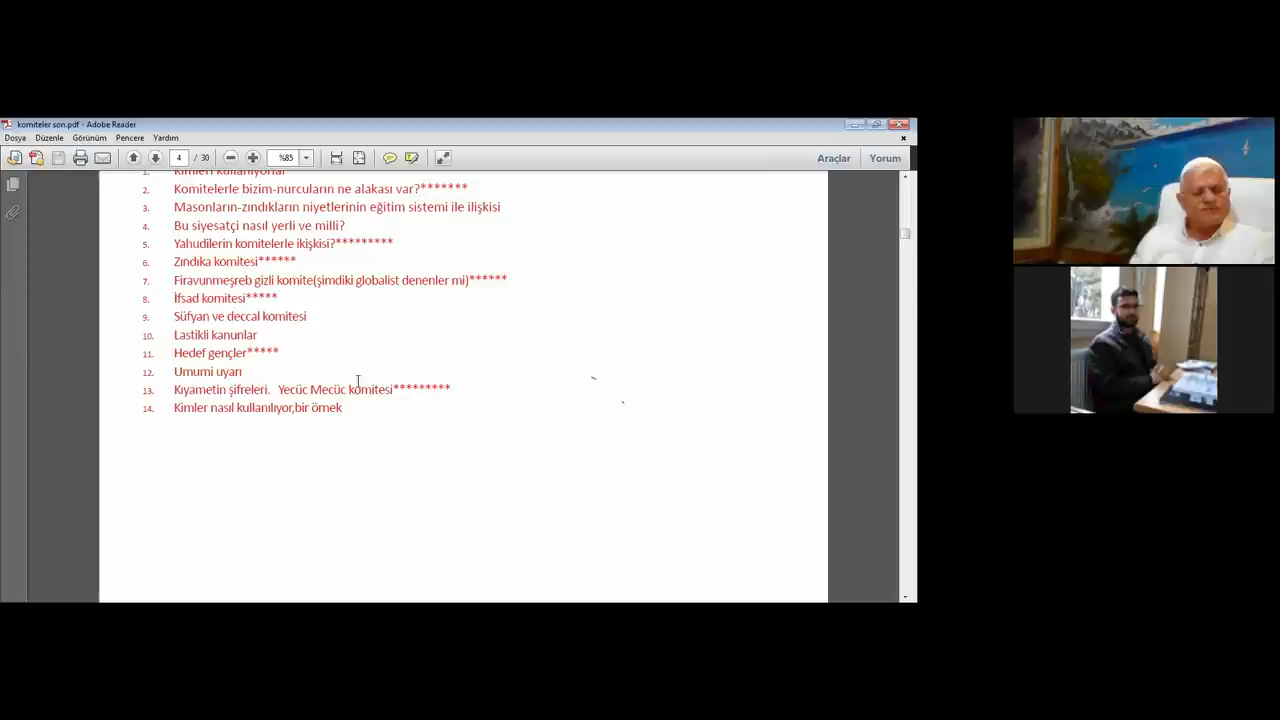 komiteler son.pdf - Adobe Reader
Dosya Düzenle Görünüm Pencere Yardım
4 / 30 %85 Araçlar Yorum
1. Kimleri kullanıyorlar
2. Komitelerle bizim-nurcuların ne alakası var?*******
3. Masonların-zındıkların niyetlerinin eğitim sistemi ile ilişkisi
4. Bu siyesatçi nasıl yerli ve milli?
5. Yahudilerin komitelerle ikişkisi?*********
6. Zındıka komitesi******
7. Firavunmeşreb gizli komite(şimdiki globalist denenler mi)******
8. İfsad komitesi*****
9. Süfyan ve deccal komitesi
10. Lastikli kanunlar
11. Hedef gençler*****
12. Umumi uyarı
13. Kıyametin şifreleri. Yecüc Mecüc komitesi*********
14. Kimler nasıl kullanılıyor,bir örnek